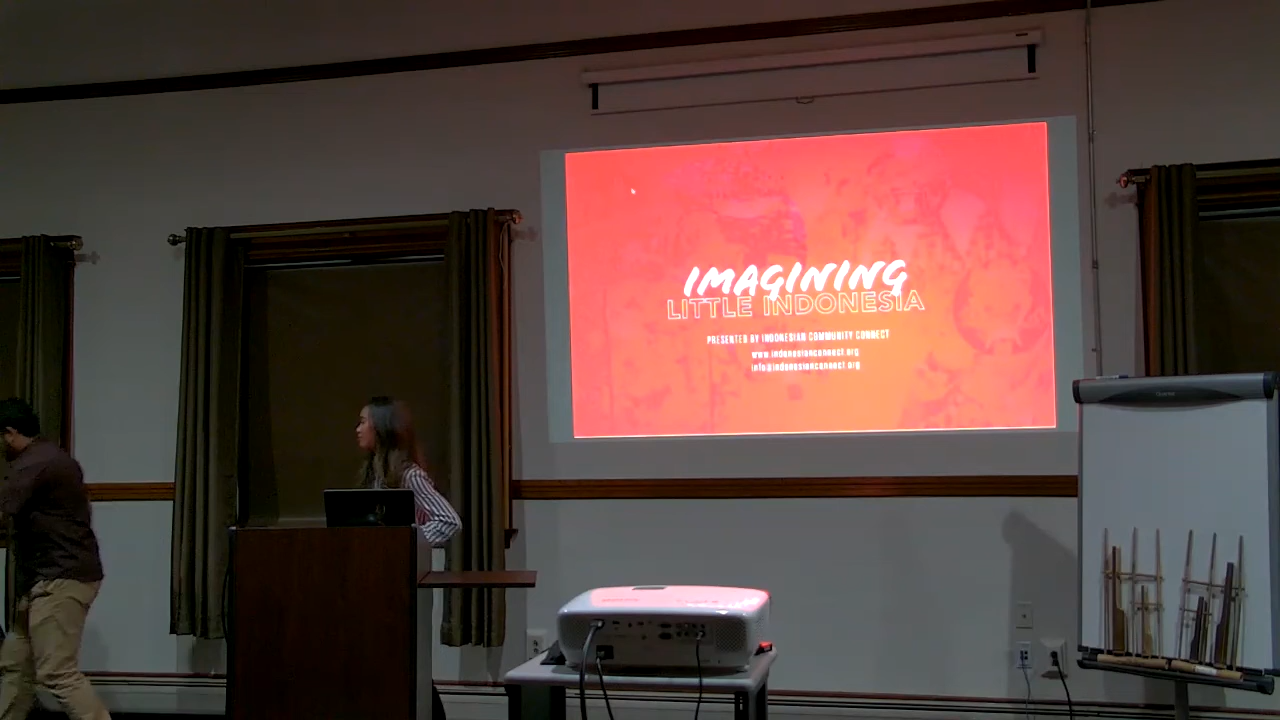 IMAGINING
LITTLE INDONESIA
PRESENTED BY INDONESIAN COMMUNITY CONNECT
www.indonesianconnect.org
info@indonesianconnect.org